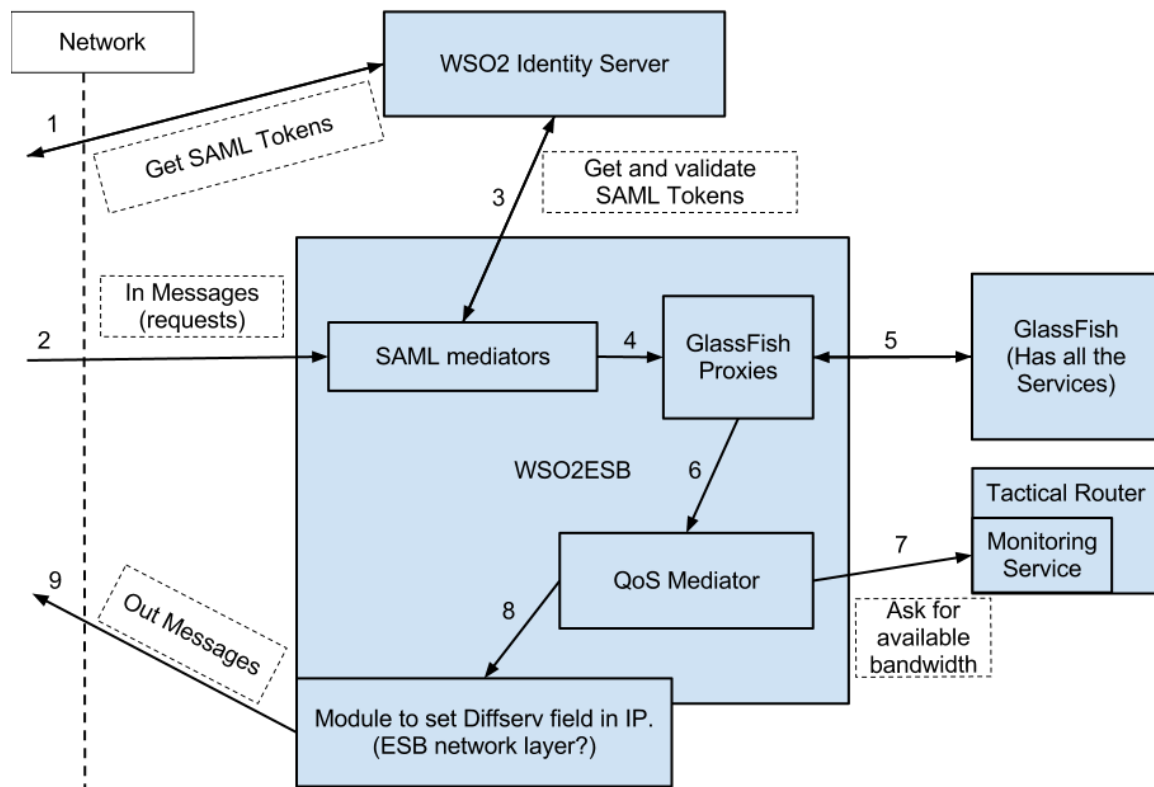 Network
WSO2 Identity Server
1
Get SAML Tokens
3
Get and validate
SAML Tokens
In Messages
(requests)
2
SAML mediators
4
GlassFish
Proxies
5
GlassFish
(Has all the
Services)
WSO2ESB
6
Tactical Router
Monitoring
Service
7
QoS Mediator
9
Out Messages
8
Ask for
available
bandwidth
Module to set Diffserv field in IP.
(ESB network layer?)